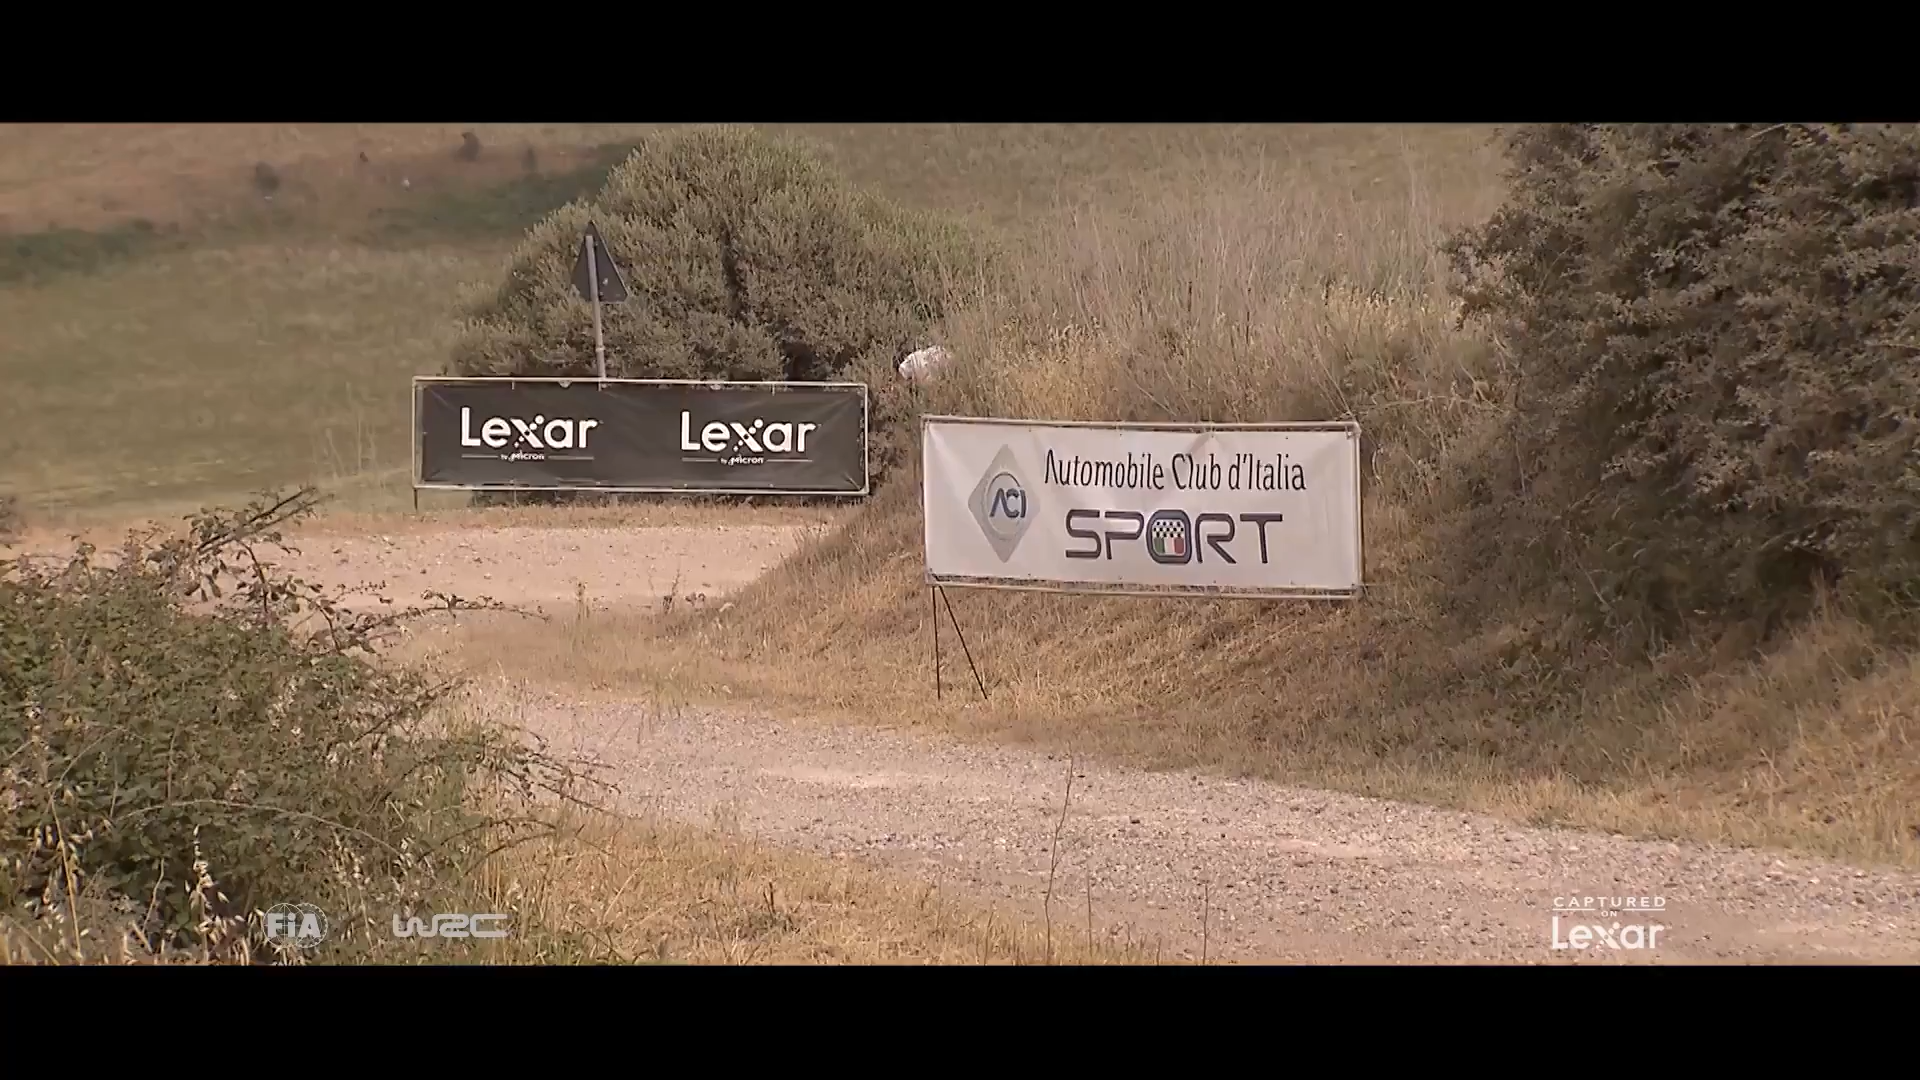 Lexar
by Micron
Lexar
by Micron
ACI
Automobile Club d'Italia
SPORT
FIA
WRC
CAPTURED
ON
Lexar